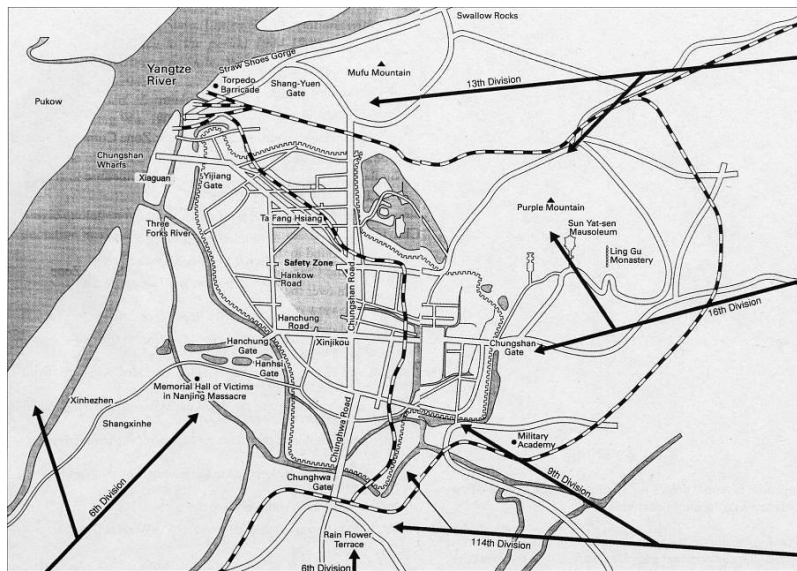 Swallow Rocks
Straw Shoes Gorge
Yangtze
River
Torpedo
Barricade
Shang-Yuen
Gate
Mufu Mountain
13th Division
Pukow
Chungshan
Wharfs
Xiaguan
Yijiang
Gate
Purple Mountain
Ta Fang Hsiang
Sun Yat-sen
Mausoleum
Three
Forks River
Ling Gu
Monastery
Safety Zone
Hankow
Road
Chungshan Road
16th Division
Hanchung
Road
Hanchung
Gate
Xinjikou
Chungshan
Gate
Hanhsi
Gate
Memorial Hall of Victims
in Nanjing Massacre
Xinhezhen
Shangxinhe
Chunghwa Road
Military
Academy
6th Division
Chunghwa
Gate
9th Division
Rain Flower
Terrace
114th Division
6th Division